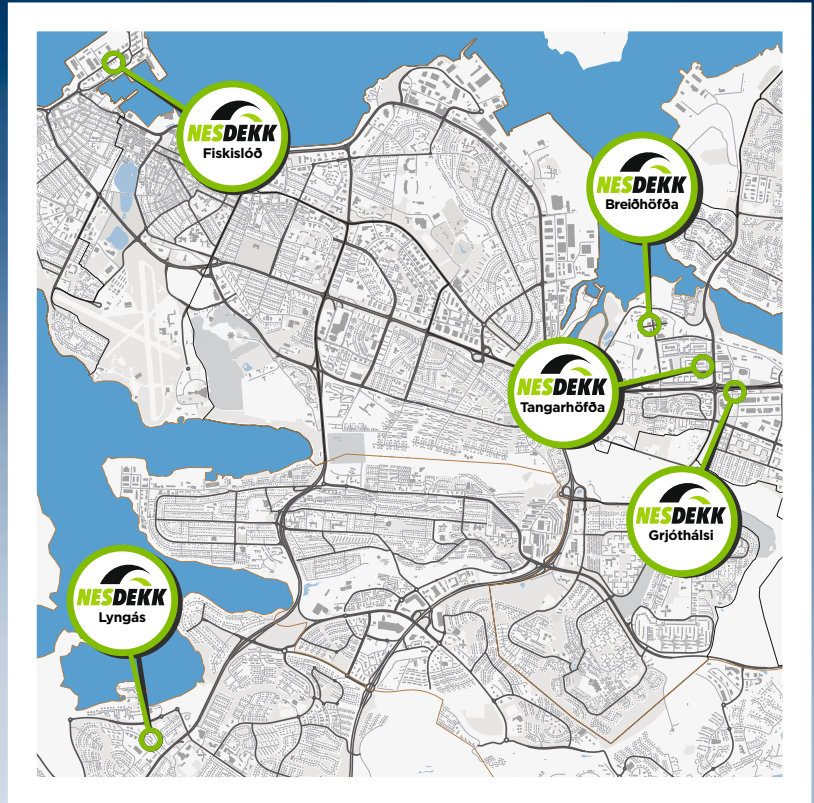 NESDEKK
Fiskislóð
NESDEKK
Breiðhöfða
NESDEKK
Tangarhöfða
NESDEKK
Grjóthálsi
NESDEKK
Lyngás